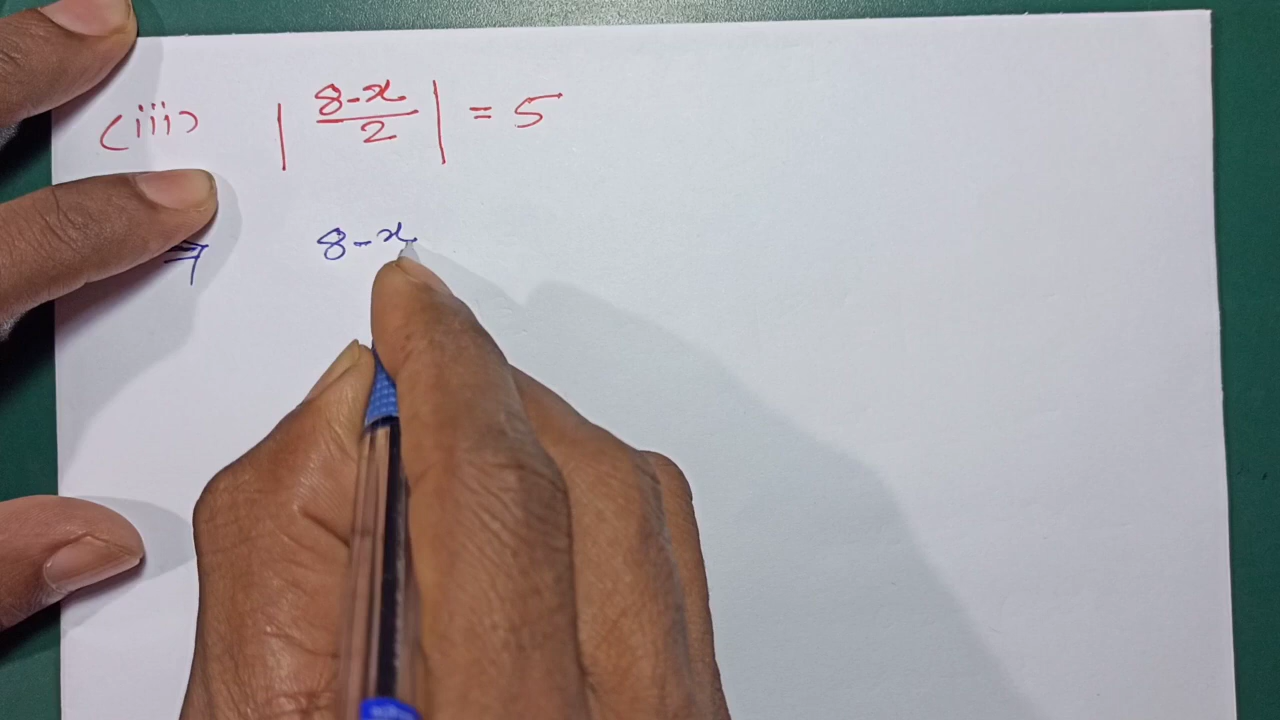 (iii) | 8-x/2 | = 5
⇒ 8-x